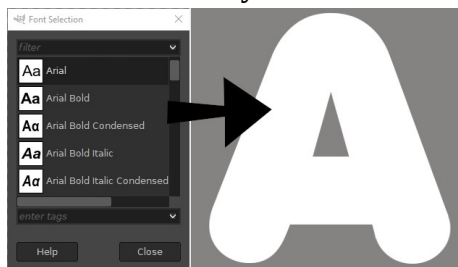 Font Selection
filter
Aa Arial
Aa Arial Bold
Aα Arial Bold Condensed
Aa Arial Bold Italic
Aα Arial Bold Italic Condensed
enter tags
Help Close
A